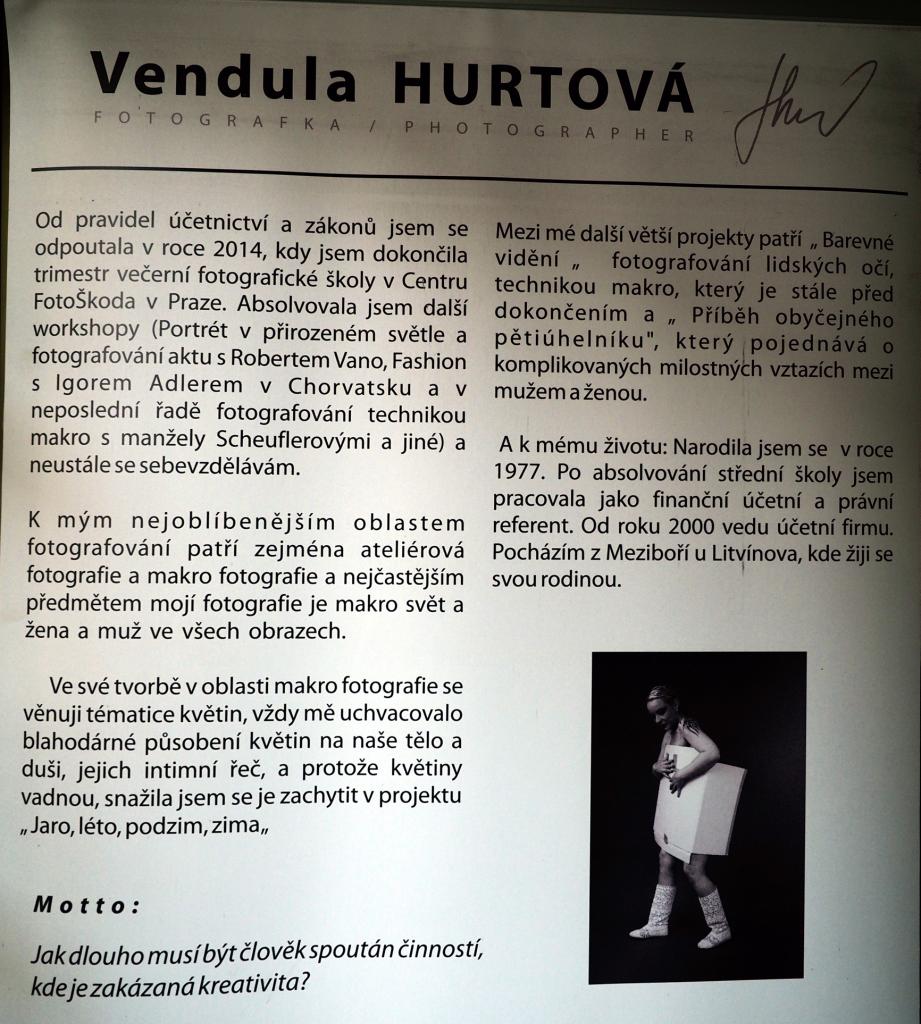 Vendula HURTOVÁ
FOTOGRAFKA / PHOTOGRAPHER
Od pravidel účetnictví a zákonů jsem se
odpoutala v roce 2014, kdy jsem dokončila
trimestr večerní fotografické školy v Centru
FotoŠkoda v Praze. Absolvovala jsem další
workshopy (Portrét v přirozeném světle a
fotografování aktu s Robertem Vano, Fashion
s Igorem Adlerem v Chorvatsku a v
neposlední řadě fotografování technikou
makro s manžely Scheuflerovými a jiné) a
neustále se sebevzdělávám.
K mým nejoblíbenějším oblastem
fotografování patří zejména ateliérová
fotografie a makro fotografie a nejčastějším
předmětem mojí fotografie je makro svět a
žena a muž ve všech obrazech.
Ve své tvorbě v oblasti makro fotografie se
věnuji tématice květin, vždy mě uchvacovalo
blahodárné působení květin na naše tělo a
duši, jejich intimní řeč, a protože květiny
vadnou, snažila jsem se je zachytit v projektu
„Jaro, léto, podzim, zima„
Motto:
Jak dlouho musí být člověk spoután činností,
kde je zakázaná kreativita?
Mezi mé další větší projekty patří „ Barevné
vidění „ fotografování lidských očí,
technikou makro, který je stále před
dokončením a „ Příběh obyčejného
pětiúhelníku", který pojednává o
komplikovaných milostných vztazích mezi
mužem a ženou.
A k mému životu: Narodila jsem se v roce
1977. Po absolvování střední školy jsem
pracovala jako finanční účetní a právní
referent. Od roku 2000 vedu účetní firmu.
Pocházím z Meziboří u Litvínova, kde žiji se
svou rodinou.